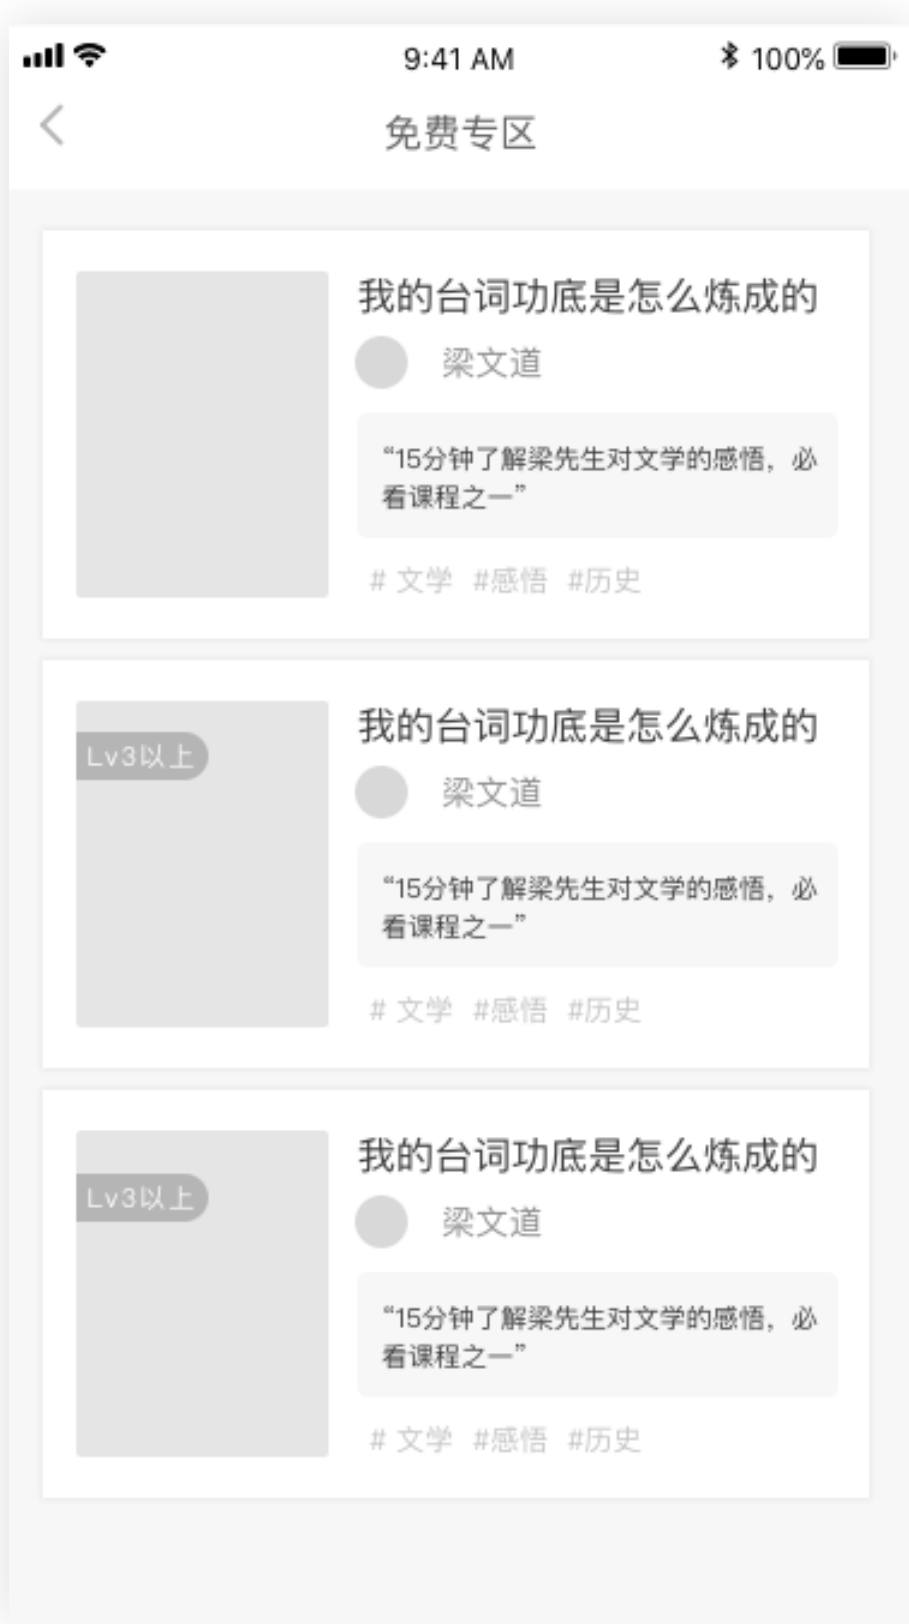 9:41 AM
100%
免费专区
我的台词功底是怎么炼成的
梁文道
“15分钟了解梁先生对文学的感悟，必
看课程之一”
# 文学 #感悟 #历史
Lv3以上
我的台词功底是怎么炼成的
梁文道
“15分钟了解梁先生对文学的感悟，必
看课程之一”
# 文学 #感悟 #历史
Lv3以上
我的台词功底是怎么炼成的
梁文道
“15分钟了解梁先生对文学的感悟，必
看课程之一”
# 文学 #感悟 #历史